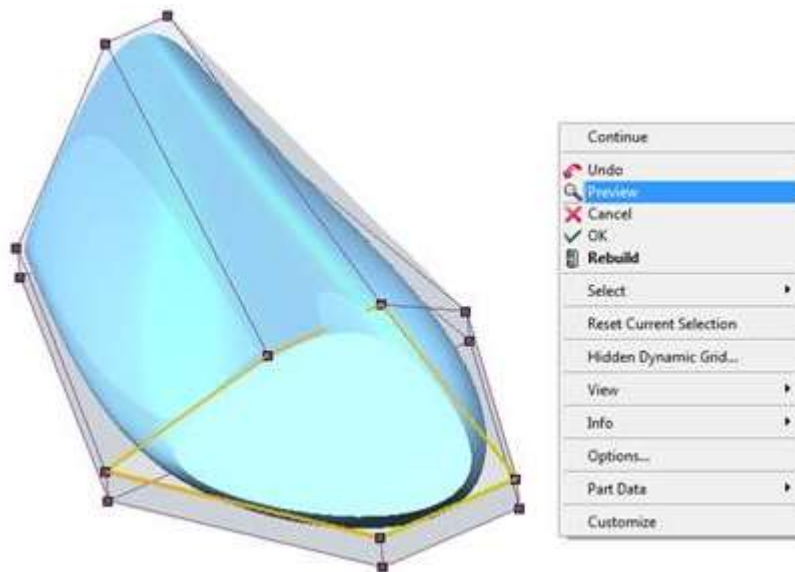 Continue
Undo
Preview
Cancel
OK
Rebuild
Select
Reset Current Selection
Hidden Dynamic Grid...
View
Info
Options...
Part Data
Customize